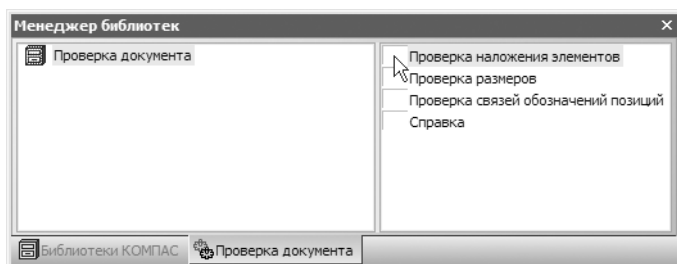 Менеджер библиотек
Проверка документа
Проверка наложения элементов
Проверка размеров
Проверка связей обозначений позиций
Справка
Библиотеки КОМПАС
Проверка документа